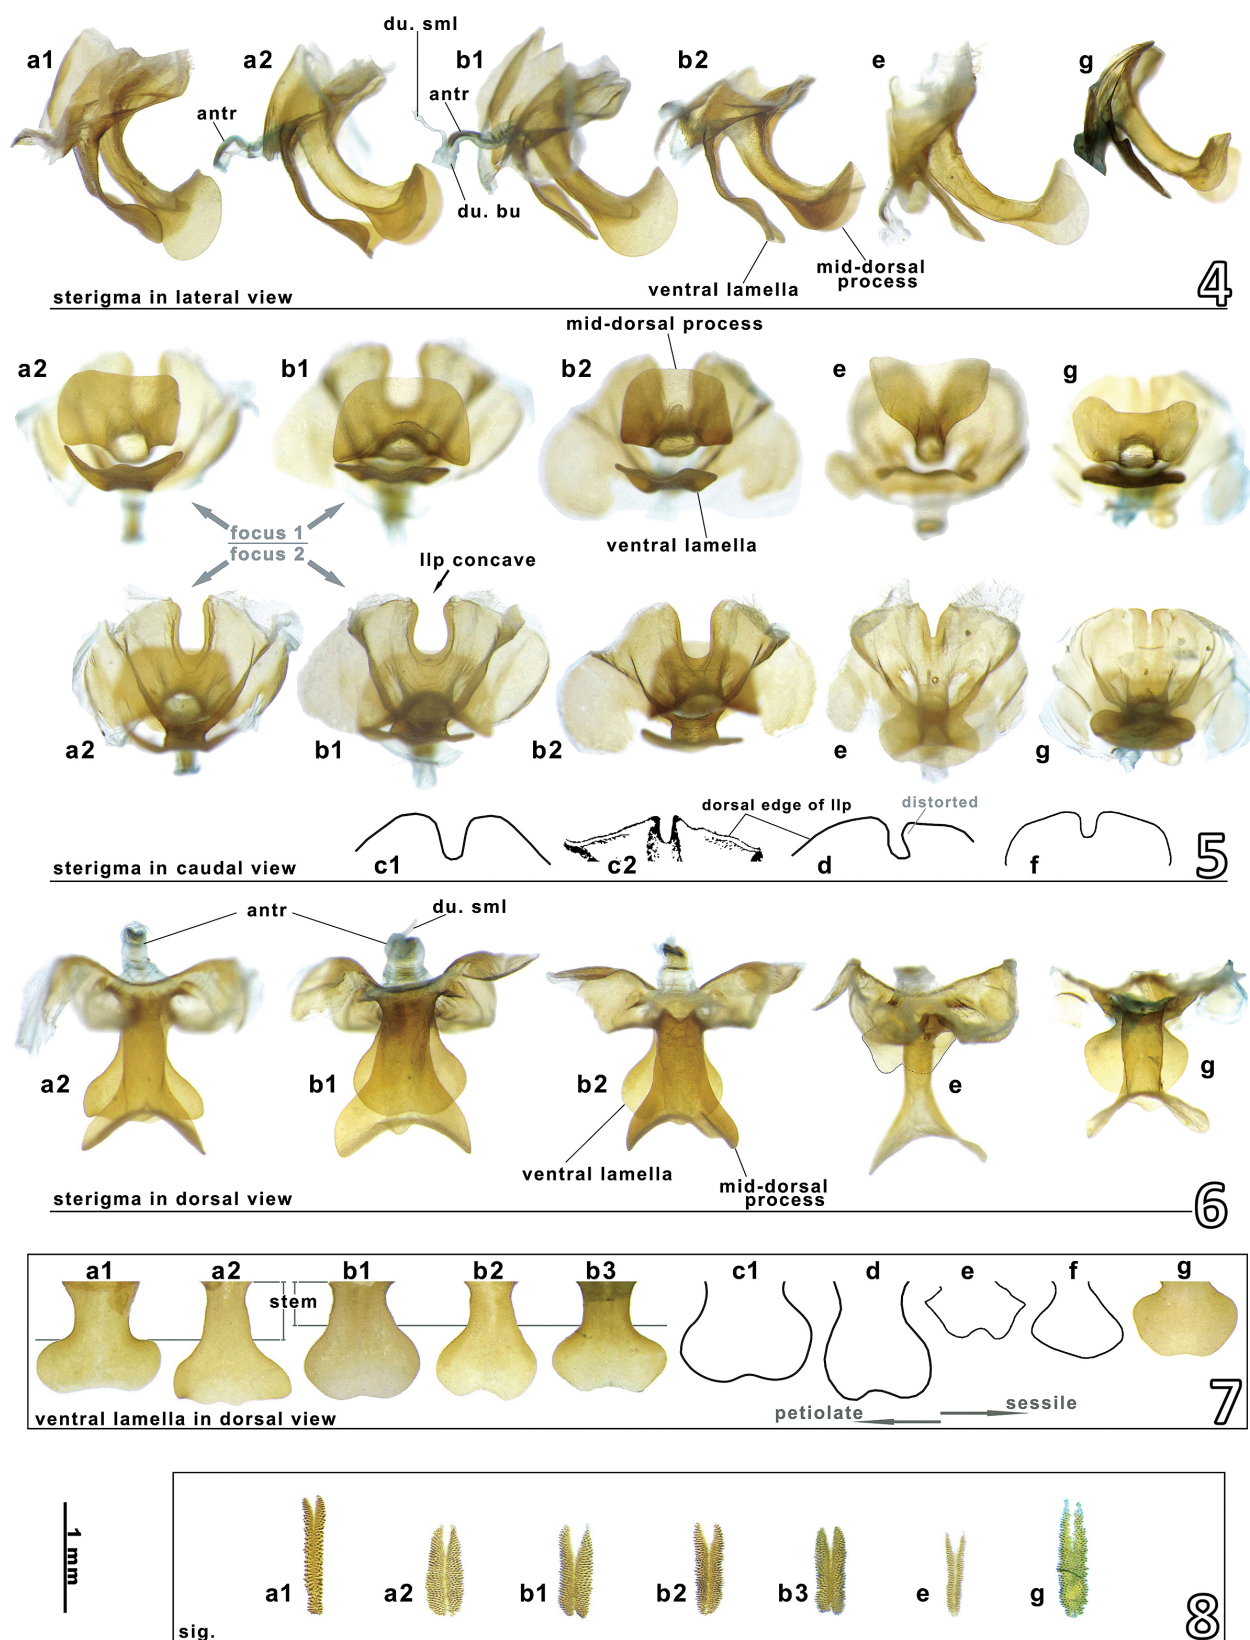 du. sml
a1
a2
b1
b2
e
g
antr
antr
du. bu
mid-dorsal
process
ventral lamella
sterigma in lateral view
4
mid-dorsal process
a2
b1
b2
e
g
focus 1
focus 2
ventral lamella
llp concave
a2
b1
b2
e
g
dorsal edge of llp
distorted
c1
c2
d
f
sterigma in caudal view
5
antr
du. sml
a2
b1
b2
e
g
ventral lamella
mid-dorsal
process
sterigma in dorsal view
6
a1
a2
b1
b2
b3
c1
d
e
f
g
stem
petiolate
sessile
ventral lamella in dorsal view
7
1 mm
a1
a2
b1
b2
b3
e
g
sig.
8